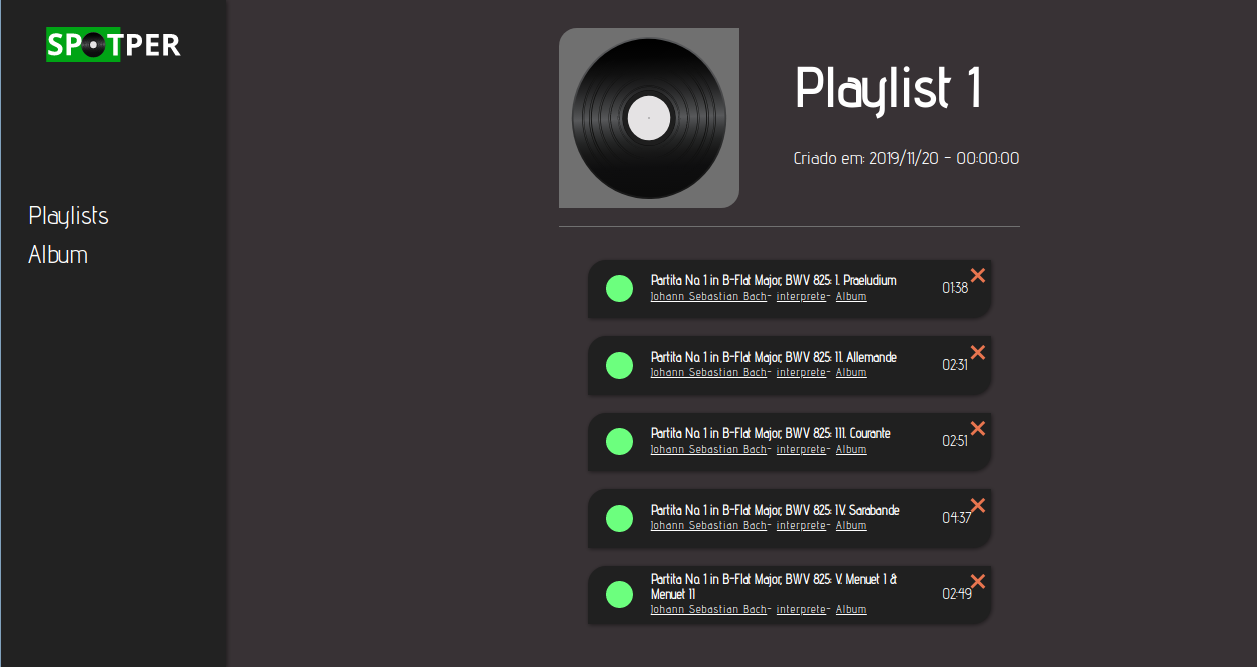 SPOTPER
Playlists
Album
Playlist 1
Criado em: 2019/11/20 - 00:00:00
Partita No. 1 in B-Flat Major, BWV 825: I. Praeludium
Johann Sebastian Bach- interprete- Album
01:38
Partita No. 1 in B-Flat Major, BWV 825: II. Allemande
Johann Sebastian Bach- interprete- Album
02:31
Partita No. 1 in B-Flat Major, BWV 825: III. Courante
Johann Sebastian Bach- interprete- Album
02:51
Partita No. 1 in B-Flat Major, BWV 825: IV. Sarabande
Johann Sebastian Bach- interprete- Album
04:37
Partita No. 1 in B-Flat Major, BWV 825: V. Menuet I &
Menuet II
Johann Sebastian Bach- interprete- Album
02:49